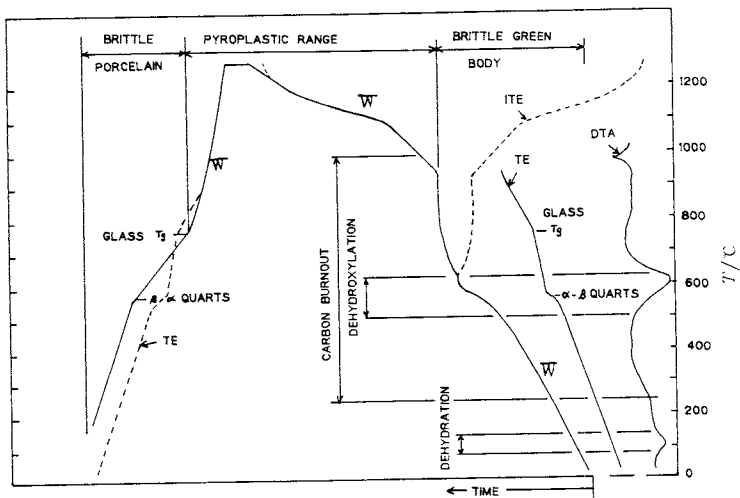 BRITTLE
PORCELAIN
PYROPLASTIC RANGE
BRITTLE GREEN
BODY
W
ITE
DTA
TE
W
GLASS
Tg
GLASS Tg
α-β QUARTS
β-α QUARTS
TE
CARBON BURNOUT
DEHYDROXYLATION
W
DEHYDRATION
TIME
1200
1000
800
600
400
200
0
T/℃